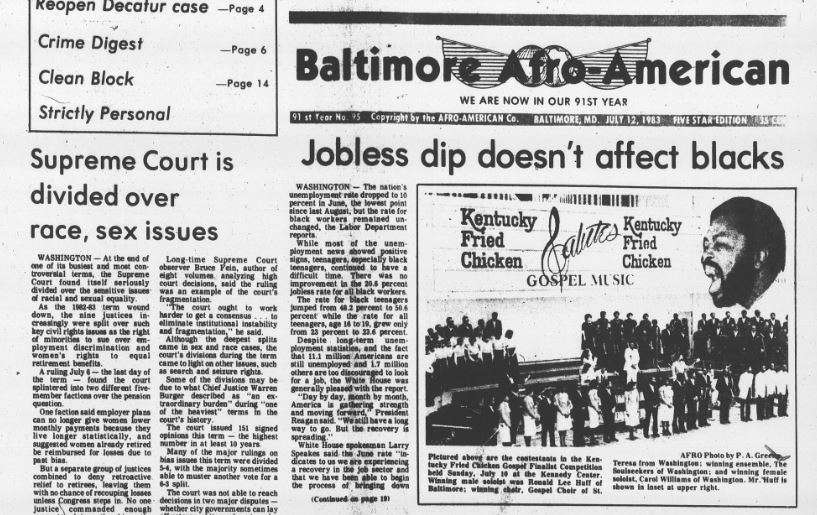 Reopen Decatur case —Page 4
Crime Digest —Page 6
Clean Block —Page 14
Strictly Personal
Baltimore Afro-American
WE ARE NOW IN OUR 91ST YEAR
91 st Year No. 95 Copyright by the AFRO-AMERICAN Co. BALTIMORE, MD. JULY 12, 1983 FIVE STAR EDITION 35
Supreme Court is
divided over
race, sex issues
WASHINGTON — At the end of
one of its busiest and most con-
troversial terms, the Supreme
Court found itself seriously
divided over the sensitive issues
of racial and sexual equality.
As the 1982-83 term wound
down, the nine justices in-
creasingly were split over such
key civil rights issues as the right
of minorities to sue over em-
ployment discrimination and
women's rights to equal
retirement benefits.
A ruling July 6 — the last day of
the term — found the court
splintered into two different five-
member factions over the pension
question.
One faction said employer plans
can no longer give women lower
monthly payments because they
live longer statistically, and
suggested women already retired
be reimbursed for losses due to
past bias.
But a separate group of justices
combined to deny retroactive
relief to retirees, leaving them
with no chance of recouping losses
unless Congress steps in. No one
justice commanded enough
Long-time Supreme Court
observer Bruce Fein, author of
eight volumes analyzing high
court decisions, said the ruling
was an example of the court's
fragmentation.
"The court ought to work
harder to get a consensus . . . to
eliminate institutional instability
and fragmentation," he said.
Although the deepest splits
came in sex and race cases, the
court's divisions during the term
came to light on other issues, such
as search and seizure rights.
Some of the divisions may be
due to what Chief Justice Warren
Burger described as "an ex-
traordinary burden" during "one
of the heaviest" terms in the
court's history.
The court issued 151 signed
opinions this term — the highest
number in at least 10 years.
Many of the major rulings on
bias issues this term were divided
5-4, with the majority sometimes
able to muster another vote for a
6-3 split.
The court was not able to reach
decisions in two major disputes —
whether city governments can lay
Jobless dip doesn't affect blacks
WASHINGTON — The nation's
unemployment rate dropped to 10
percent in June, the lowest point
since last August, but the rate for
black workers remained un-
changed, the Labor Department
reports.
While most of the unem-
ployment news showed positive
signs, teenagers, especially black
teenagers, continued to have a
difficult time. There was no
improvement in the 20.6 percent
jobless rate for all black workers.
The rate for black teenagers
jumped from 48.2 percent to 50.6
percent while the rate for all
teenagers, age 16 to 19, grew only
from 23 percent to 23.6 percent.
Despite long-term unem-
ployment statistics, and the fact
that 11.1 million Americans are
still unemployed and 1.7 million
others are too discouraged to look
for a job, the White House was
generally pleased with the report.
"Day by day, month by month,
America is gathering strength
and moving forward," President
Reagan said. "We still have a long
way to go. But the recovery is
spreading."
White House spokesman Larry
Speakes said the June rate "in-
dicates to us we are experiencing
a recovery in the job sector and
that we have been able to begin
the process of bringing down
(Continued on page 19)
Kentucky
Fried
Chicken
Salutes
Kentucky
Fried
Chicken
GOSPEL MUSIC
Pictured above are the contestants in the Ken-
tucky Fried Chicken Gospel Finalist Competition
held Sunday, July 10 at the Kennedy Center.
Winning male soloist was Ronald Lee Huff of
Baltimore; winning choir, Gospel Choir of St.
AFRO Photo by P. A. Greene
Teresa from Washington; winning ensemble, The
Soulseekers of Washington; and winning female
soloist, Carol Williams of Washington. Mr. Huff is
shown in inset at upper right.